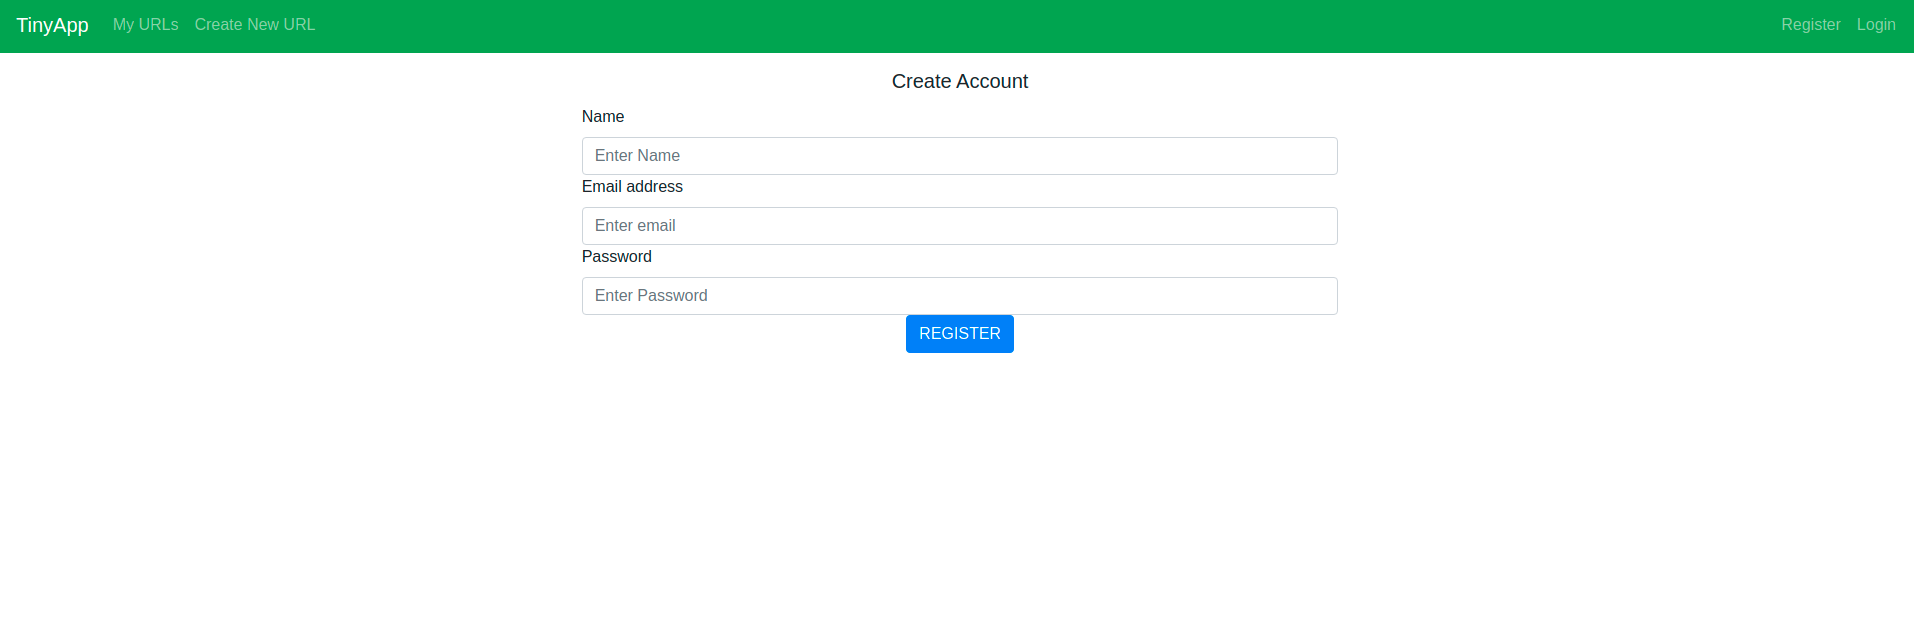 TinyApp My URLs Create New URL Register Login
Create Account
Name
Enter Name
Email address
Enter email
Password
Enter Password
REGISTER